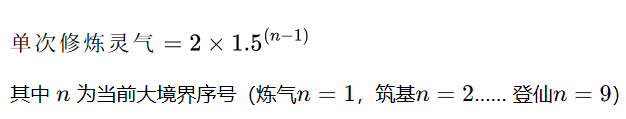 单次修炼灵气 = 2 × 1.5^{(n−1)}
其中 n 为当前大境界序号（炼气n = 1，筑基n = 2...... 登仙n = 9）